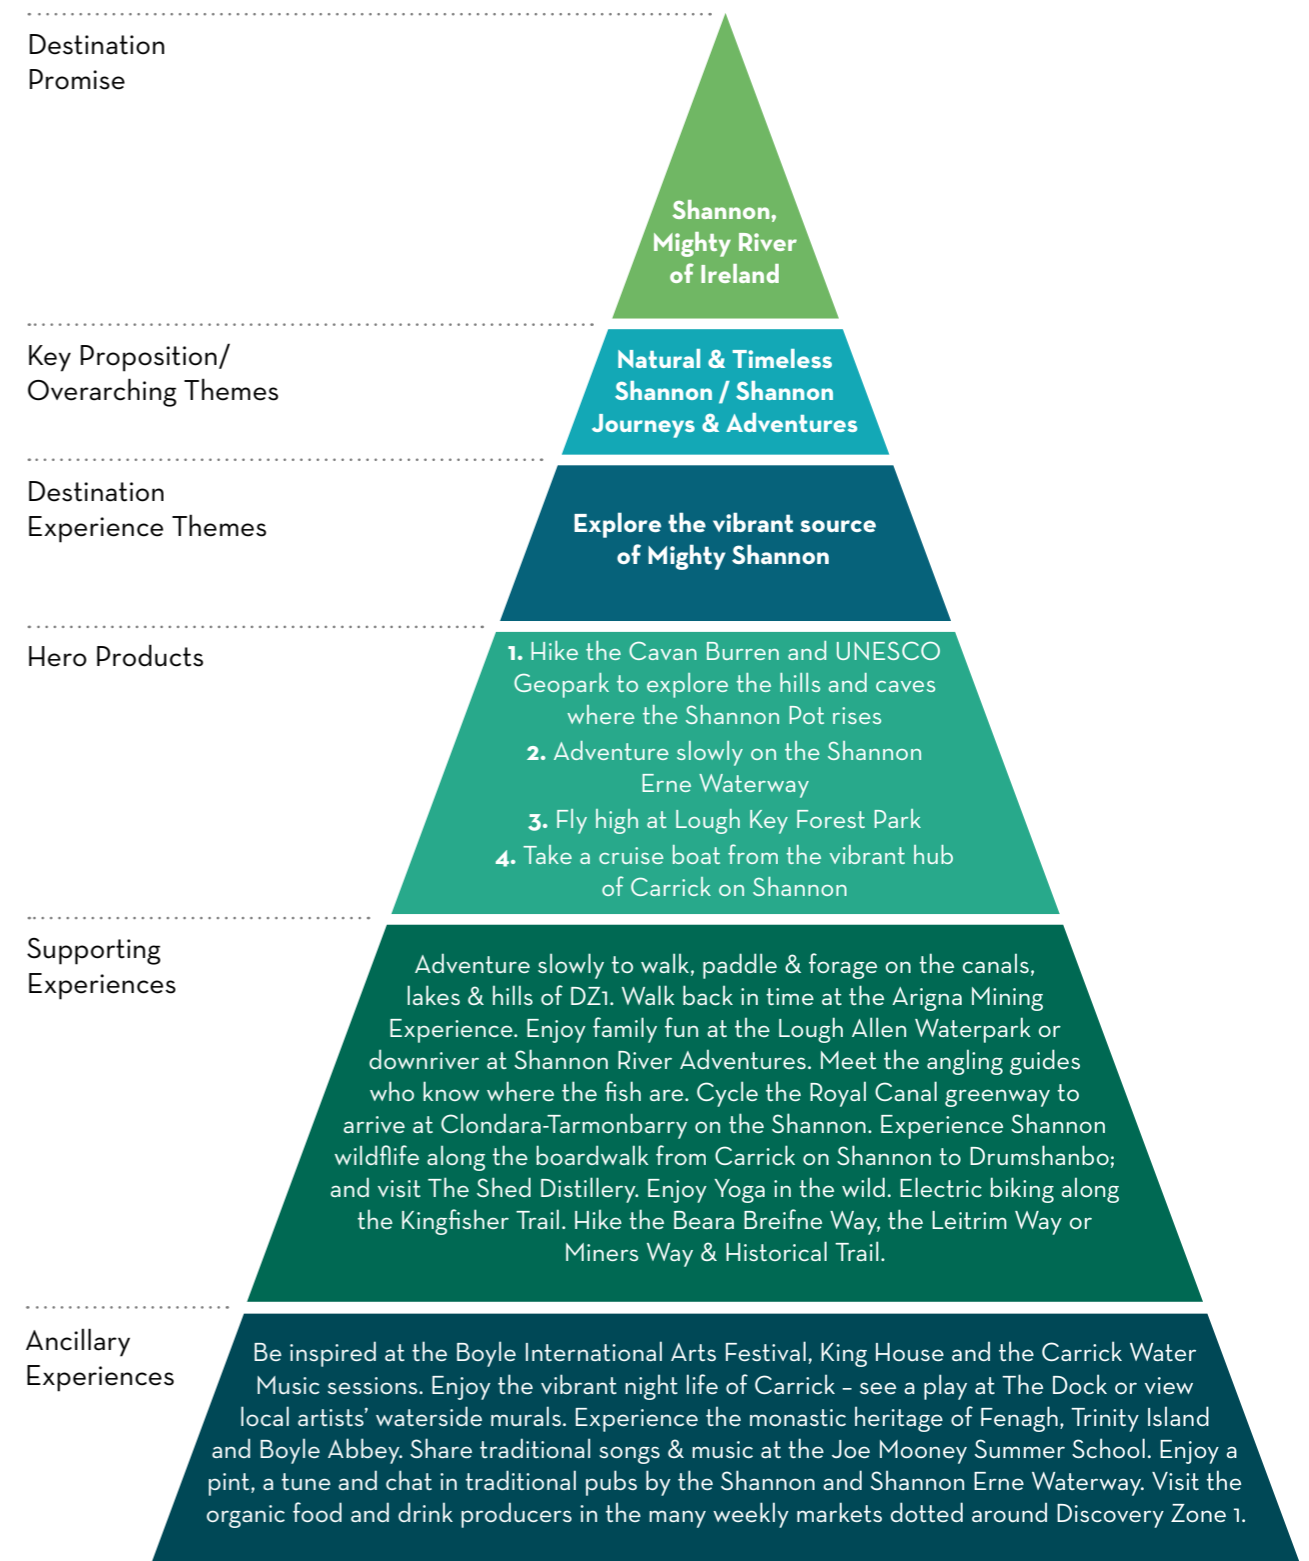 Destination
Promise
Shannon,
Mighty River
of Ireland
Key Proposition/
Overarching Themes
Natural & Timeless
Shannon / Shannon
Journeys & Adventures
Destination
Experience Themes
Explore the vibrant source
of Mighty Shannon
Hero Products
1. Hike the Cavan Burren and UNESCO
Geopark to explore the hills and caves
where the Shannon Pot rises
2. Adventure slowly on the Shannon
Erne Waterway
3. Fly high at Lough Key Forest Park
4. Take a cruise boat from the vibrant hub
of Carrick on Shannon
Supporting
Experiences
Adventure slowly to walk, paddle & forage on the canals,
lakes & hills of DZ1. Walk back in time at the Arigna Mining
Experience. Enjoy family fun at the Lough Allen Waterpark or
downriver at Shannon River Adventures. Meet the angling guides
who know where the fish are. Cycle the Royal Canal greenway to
arrive at Clondara-Tarmonbarry on the Shannon. Experience Shannon
wildflife along the boardwalk from Carrick on Shannon to Drumshanbo;
and visit The Shed Distillery. Enjoy Yoga in the wild. Electric biking along
the Kingfisher Trail. Hike the Beara Breifne Way, the Leitrim Way or
Miners Way & Historical Trail.
Ancillary
Experiences
Be inspired at the Boyle International Arts Festival, King House and the Carrick Water
Music sessions. Enjoy the vibrant night life of Carrick – see a play at The Dock or view
local artists’ waterside murals. Experience the monastic heritage of Fenagh, Trinity Island
and Boyle Abbey. Share traditional songs & music at the Joe Mooney Summer School. Enjoy a
pint, a tune and chat in traditional pubs by the Shannon and Shannon Erne Waterway. Visit the
organic food and drink producers in the many weekly markets dotted around Discovery Zone 1.